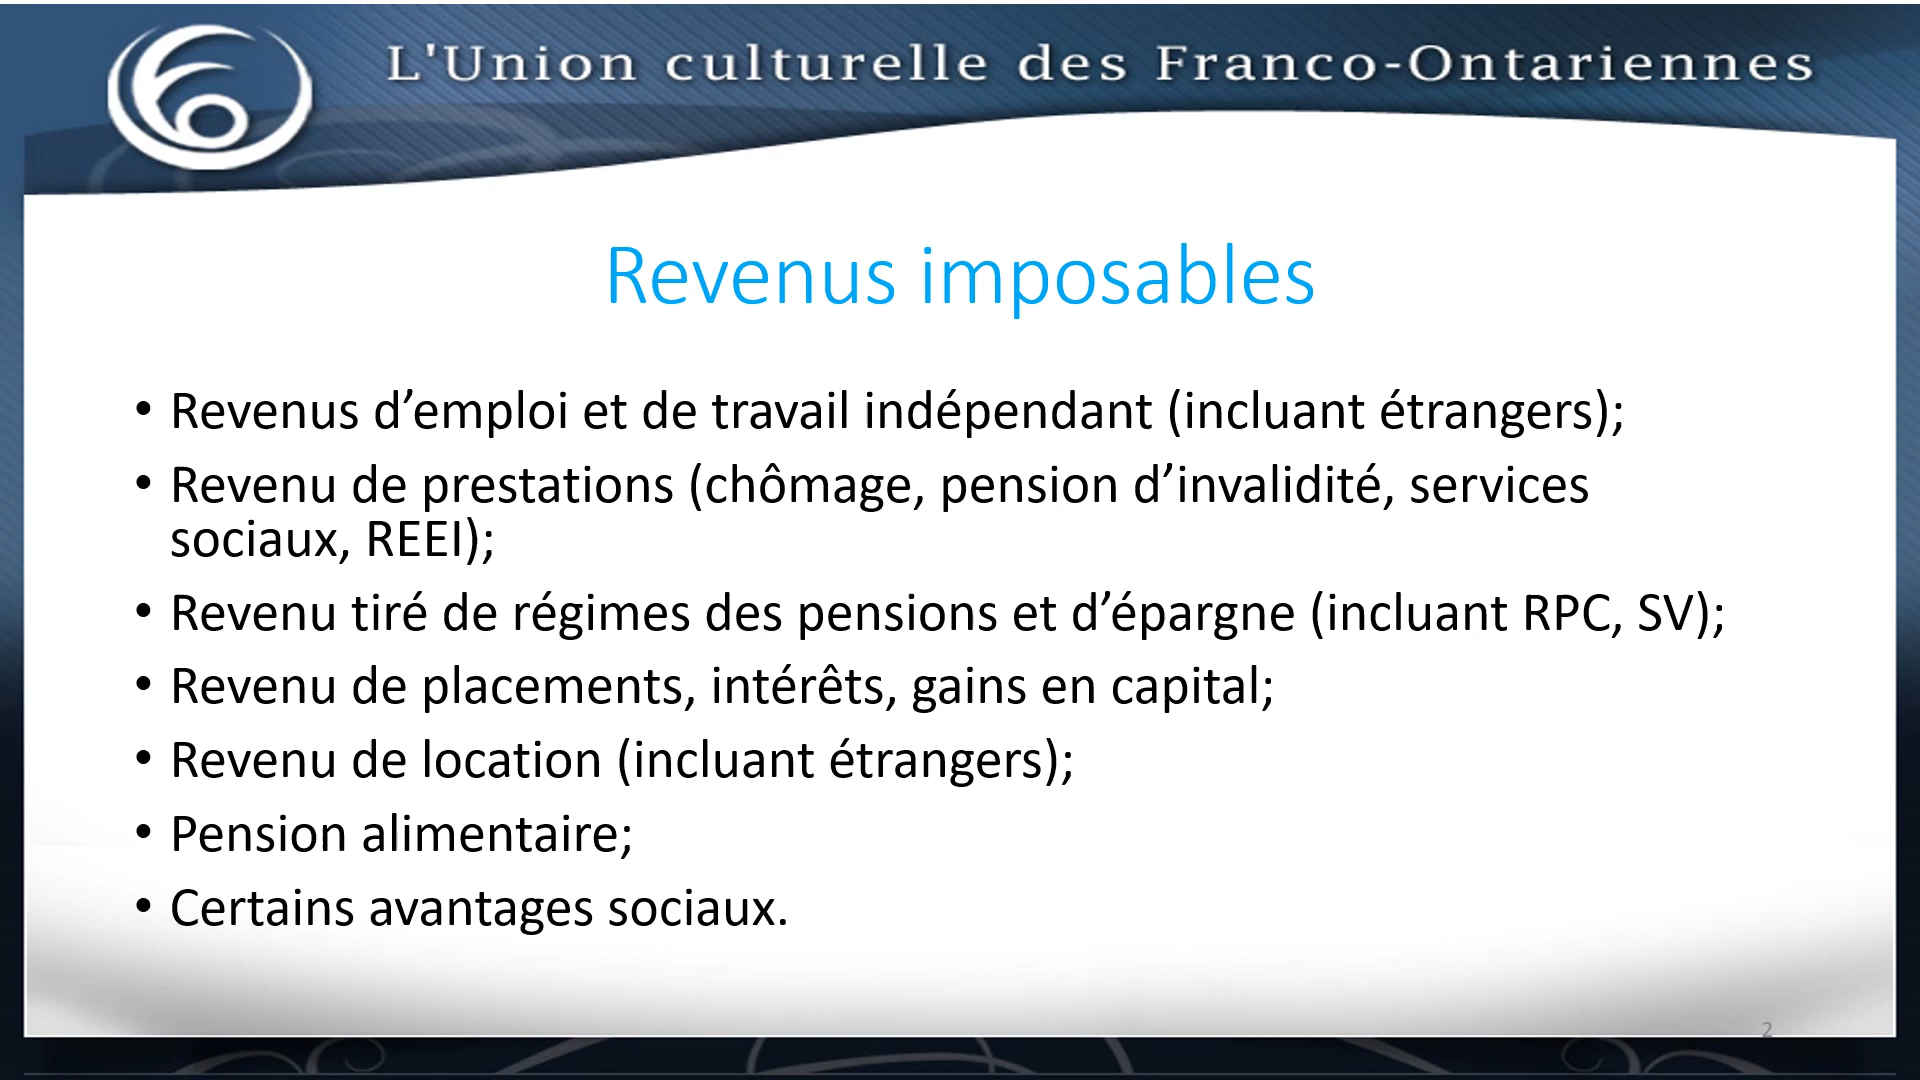 L'Union culturelle des Franco-Ontariennes
Revenus imposables
• Revenus d’emploi et de travail indépendant (incluant étrangers);
• Revenu de prestations (chômage, pension d’invalidité, services
sociaux, REEI);
• Revenu tiré de régimes des pensions et d’épargne (incluant RPC, SV);
• Revenu de placements, intérêts, gains en capital;
• Revenu de location (incluant étrangers);
• Pension alimentaire;
• Certains avantages sociaux.
2